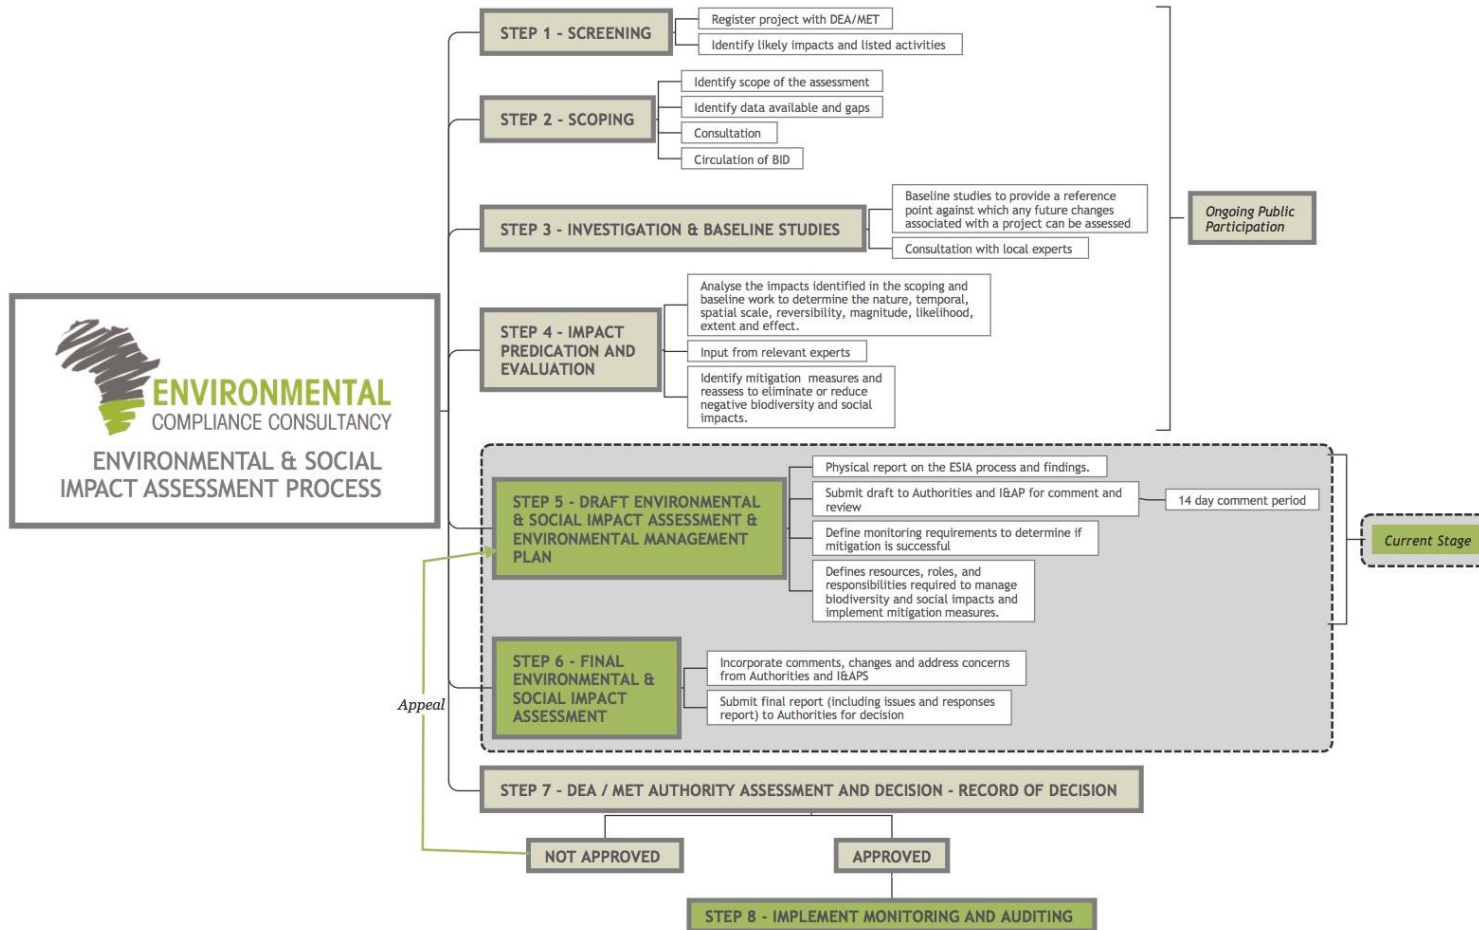 STEP 1 - SCREENING
Register project with DEA/MET
Identify likely impacts and listed activities
STEP 2 - SCOPING
Identify scope of the assessment
Identify data available and gaps
Consultation
Circulation of BID
STEP 3 - INVESTIGATION & BASELINE STUDIES
Baseline studies to provide a reference
point against which any future changes
associated with a project can be assessed
Consultation with local experts
Ongoing Public
Participation
STEP 4 - IMPACT
PREDICATION AND
EVALUATION
Analyse the impacts identified in the scoping and
baseline work to determine the nature, temporal,
spatial scale, reversibility, magnitude, likelihood,
extent and effect.
Input from relevant experts
Identify mitigation measures and
reassess to eliminate or reduce
negative biodiversity and social
impacts.
ENVIRONMENTAL
COMPLIANCE CONSULTANCY
ENVIRONMENTAL & SOCIAL
IMPACT ASSESSMENT PROCESS
STEP 5 - DRAFT ENVIRONMENTAL
& SOCIAL IMPACT ASSESSMENT &
ENVIRONMENTAL MANAGEMENT
PLAN
Physical report on the ESIA process and findings.
Submit draft to Authorities and I&AP for comment and
review
14 day comment period
Define monitoring requirements to determine if
mitigation is successful
Defines resources, roles, and
responsibilities required to manage
biodiversity and social impacts and
implement mitigation measures.
Current Stage
STEP 6 - FINAL
ENVIRONMENTAL &
SOCIAL IMPACT
ASSESSMENT
Incorporate comments, changes and address concerns
from Authorities and I&APS
Submit final report (including issues and responses
report) to Authorities for decision
Appeal
STEP 7 - DEA / MET AUTHORITY ASSESSMENT AND DECISION - RECORD OF DECISION
NOT APPROVED
APPROVED
STEP 8 - IMPLEMENT MONITORING AND AUDITING